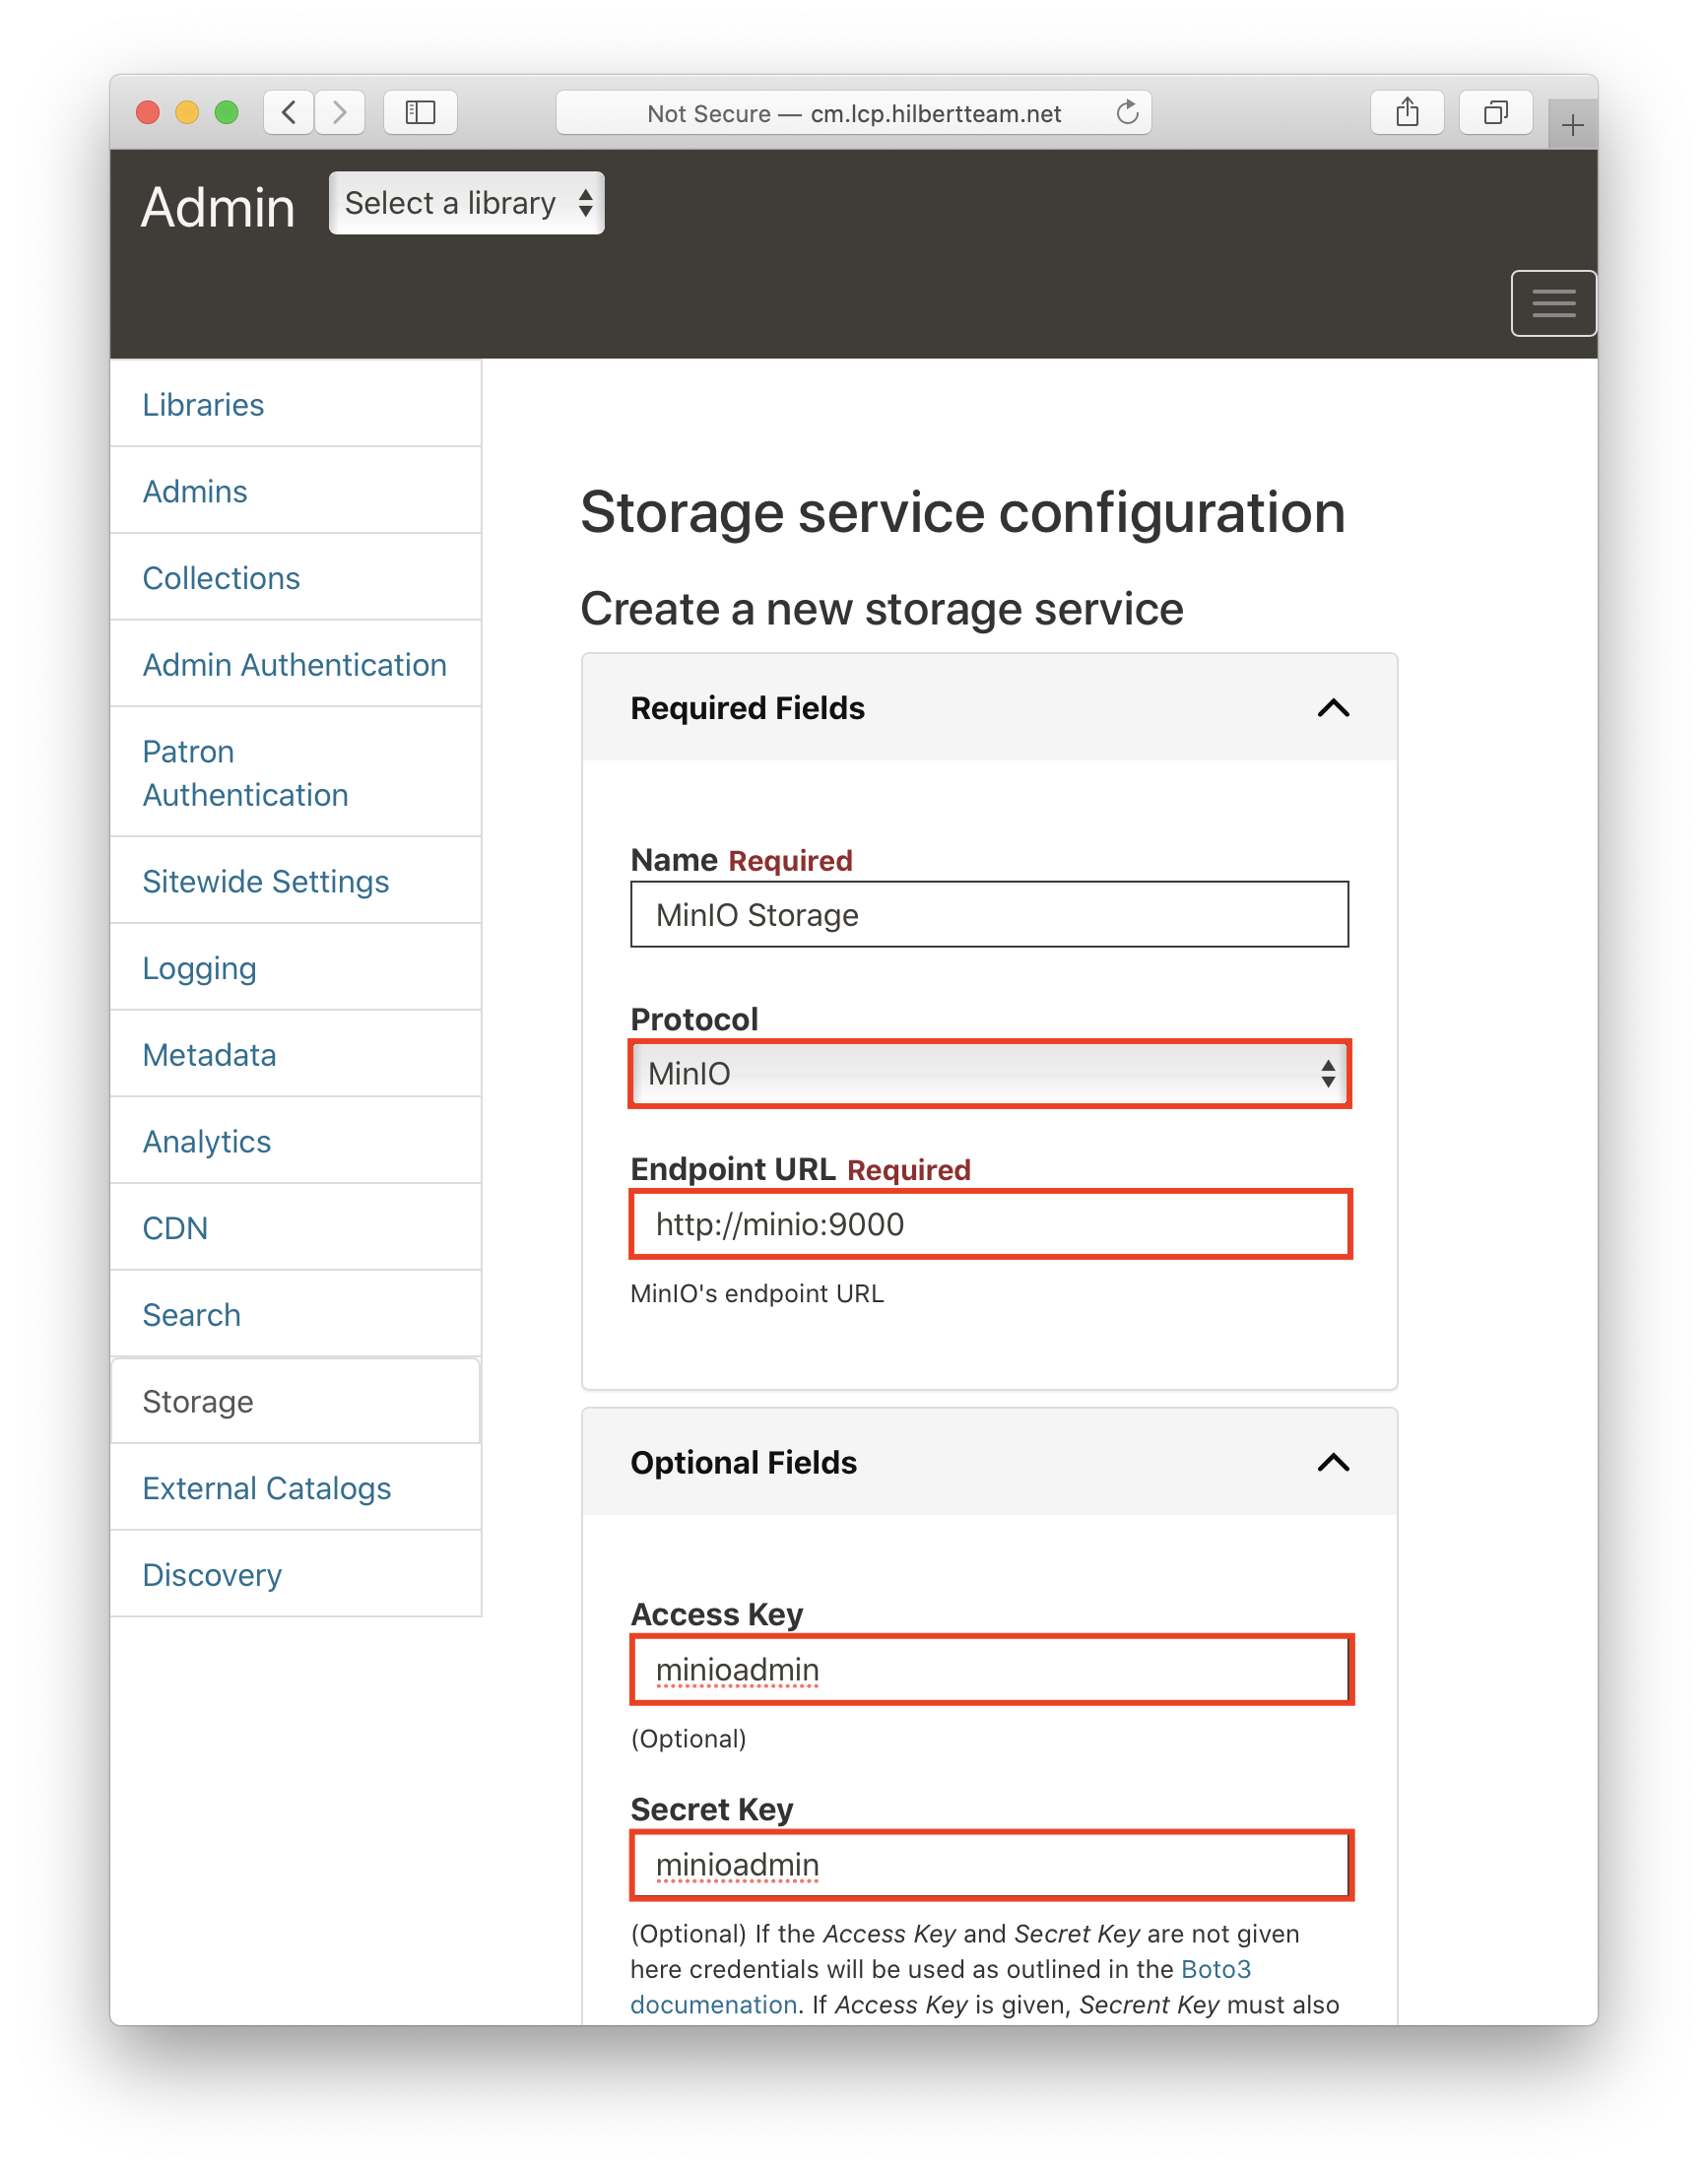 Not Secure — cm.lcp.hilbertteam.net
Admin
Select a library
Libraries
Admins
Collections
Admin Authentication
Patron
Authentication
Sitewide Settings
Logging
Metadata
Analytics
CDN
Search
Storage
External Catalogs
Discovery
Storage service configuration
Create a new storage service
Required Fields
Name Required
MinIO Storage
Protocol
MinIO
Endpoint URL Required
http://minio:9000
MinIO's endpoint URL
Optional Fields
Access Key
minioadmin
(Optional)
Secret Key
minioadmin
(Optional) If the Access Key and Secret Key are not given
here credentials will be used as outlined in the Boto3
documenation. If Access Key is given, Secrent Key must also